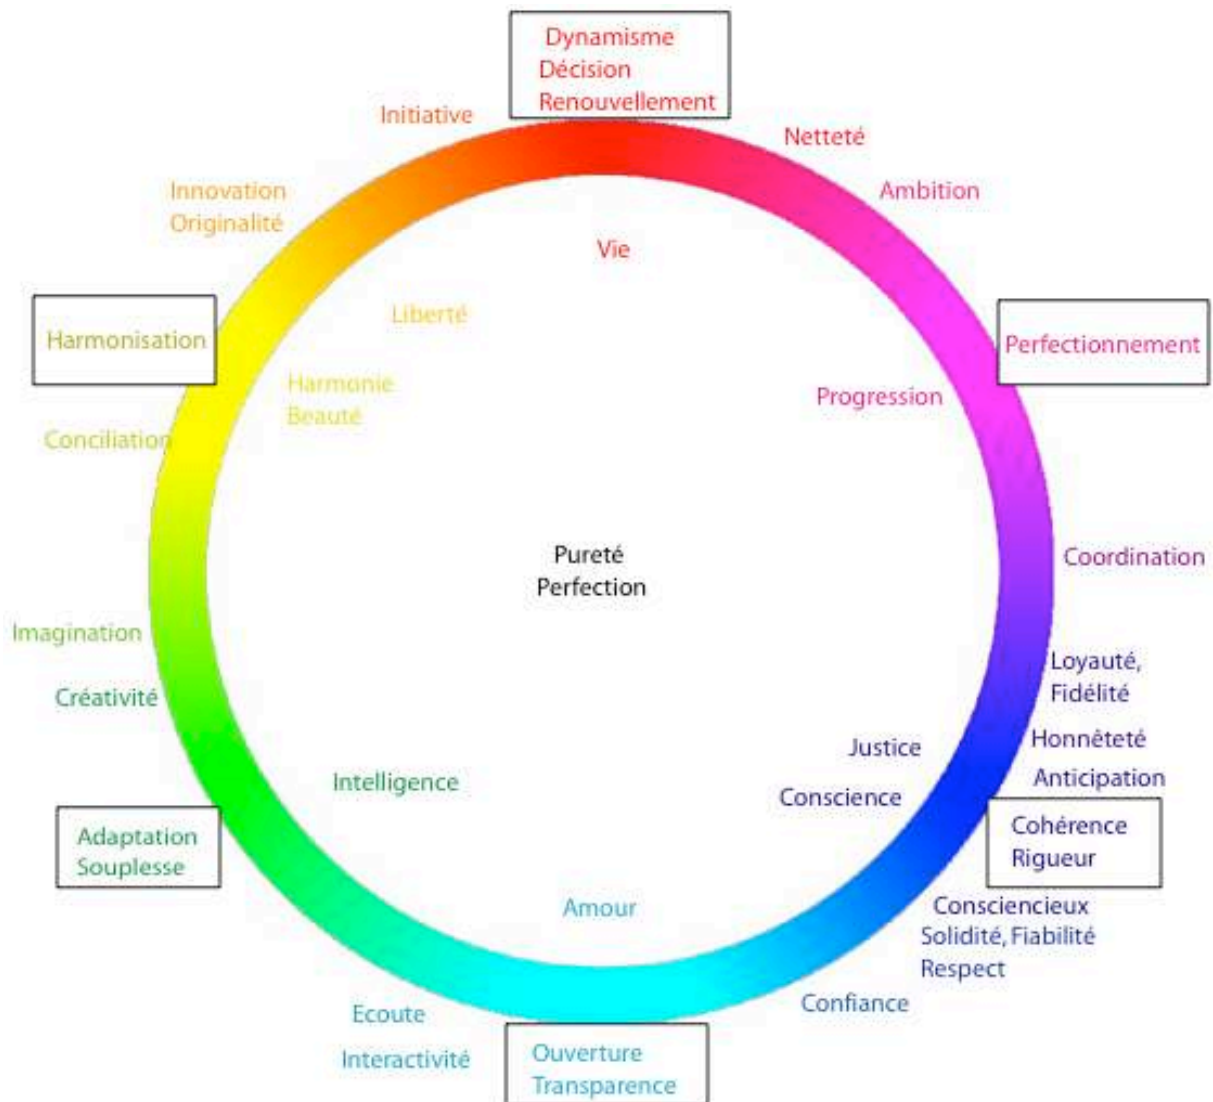 Dynamisme
Décision
Renouvellement
Initiative
Netteté
Innovation
Originalité
Ambition
Vie
Liberté
Harmonisation
Perfectionnement
Harmonie
Beauté
Progression
Conciliation
Pureté
Perfection
Coordination
Imagination
Créativité
Loyauté,
Fidélité
Honnêteté
Justice
Anticipation
Intelligence
Conscience
Adaptation
Souplesse
Cohérence
Rigueur
Amour
Consciencieux
Solidité, Fiabilité
Respect
Confiance
Ecoute
Interactivité
Ouverture
Transparence